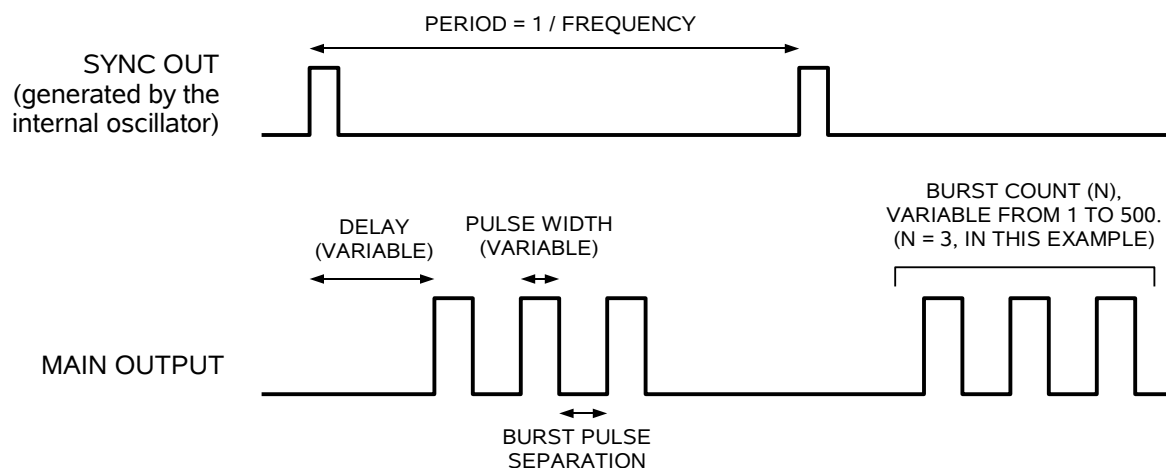 PERIOD = 1 / FREQUENCY
SYNC OUT
(generated by the
internal oscillator)
DELAY
(VARIABLE)
PULSE WIDTH
(VARIABLE)
BURST COUNT (N),
VARIABLE FROM 1 TO 500.
(N = 3, IN THIS EXAMPLE)
MAIN OUTPUT
BURST PULSE
SEPARATION